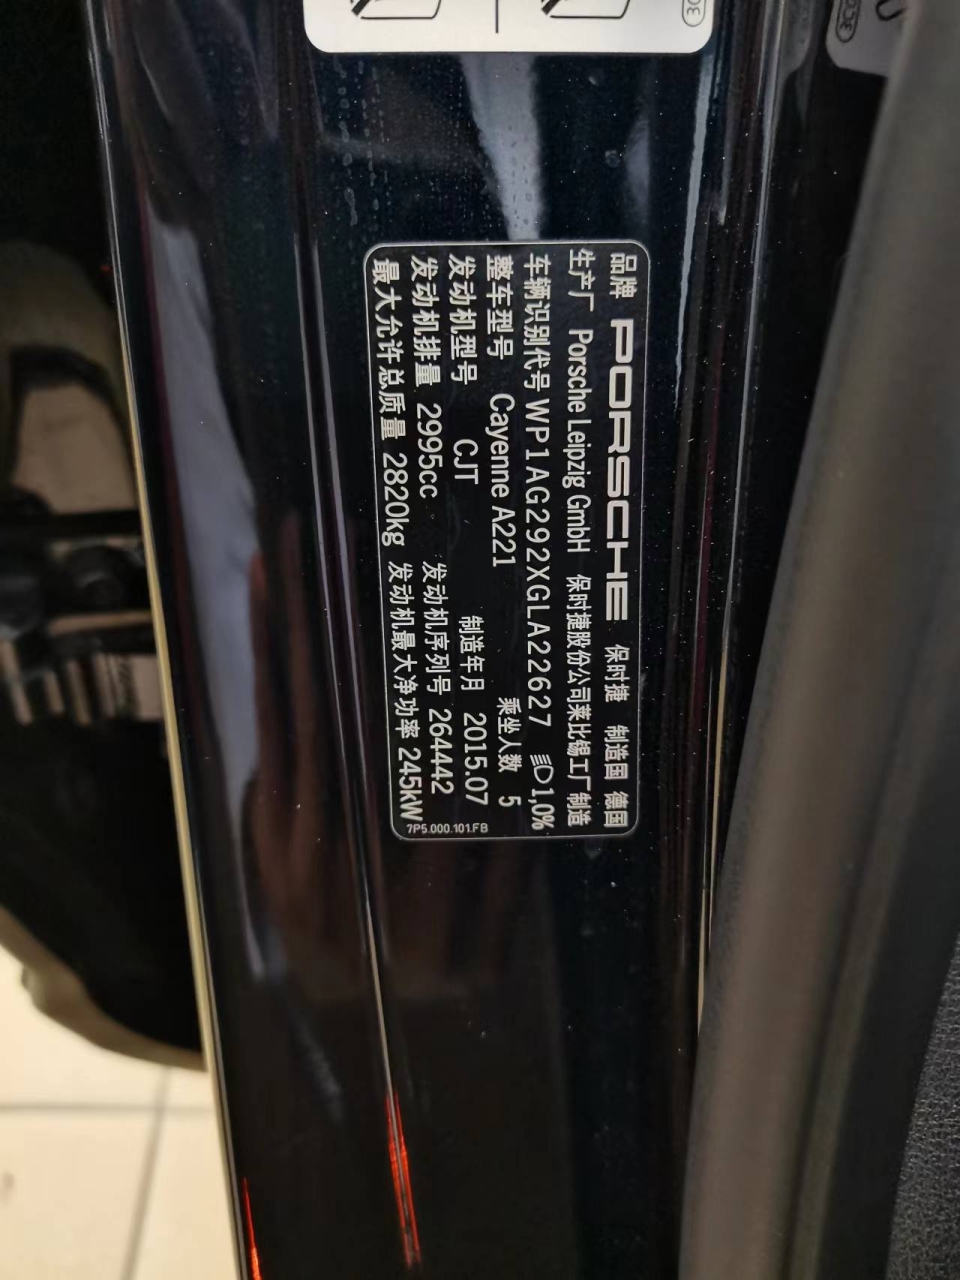 品牌 PORSCHE 保时捷 制造国 德国
生产厂 Porsche Leipzig GmbH 保时捷股份公司莱比锡工厂制造
车辆识别代号 WP1AG292XGLA22627 1,0%
整车型号 Cayenne A221 乘坐人数 5
发动机型号 CJT 制造年月 2015.07
发动机排量 2995cc 发动机序列号 264442
最大允许总质量 2820kg 发动机最大净功率 245kW
7P5.000.101.FB